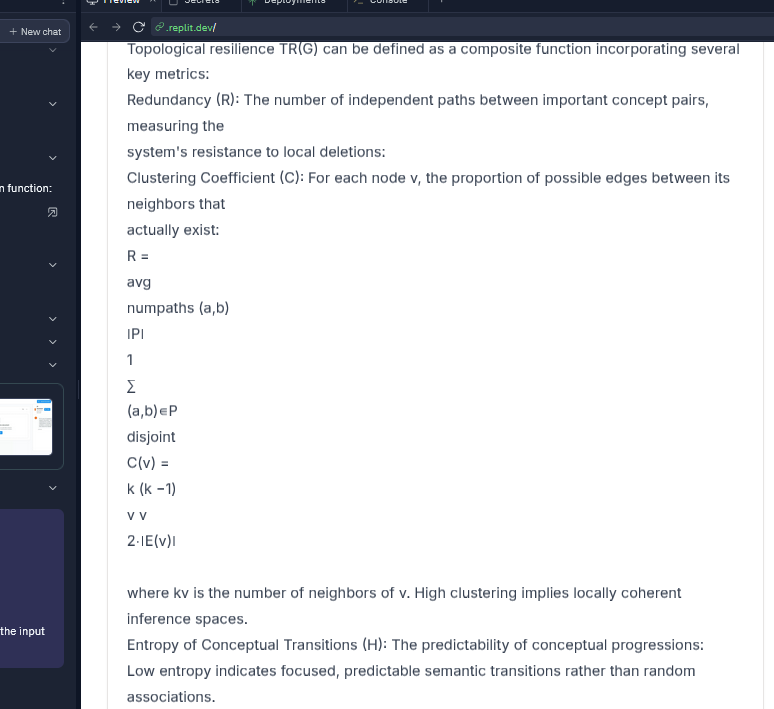 Preview
Secrets
Deployments
Console
.replit.dev/
+ New chat
n function:
the input
Topological resilience TR(G) can be defined as a composite function incorporating several
key metrics:
Redundancy (R): The number of independent paths between important concept pairs,
measuring the
system's resistance to local deletions:
Clustering Coefficient (C): For each node v, the proportion of possible edges between its
neighbors that
actually exist:
R =
avg
numpaths (a,b)
∣P∣
1
∑
(a,b)∈P
disjoint
C(v) =
k (k −1)
v v
2⋅∣E(v)∣
where kv is the number of neighbors of v. High clustering implies locally coherent
inference spaces.
Entropy of Conceptual Transitions (H): The predictability of conceptual progressions:
Low entropy indicates focused, predictable semantic transitions rather than random
associations.